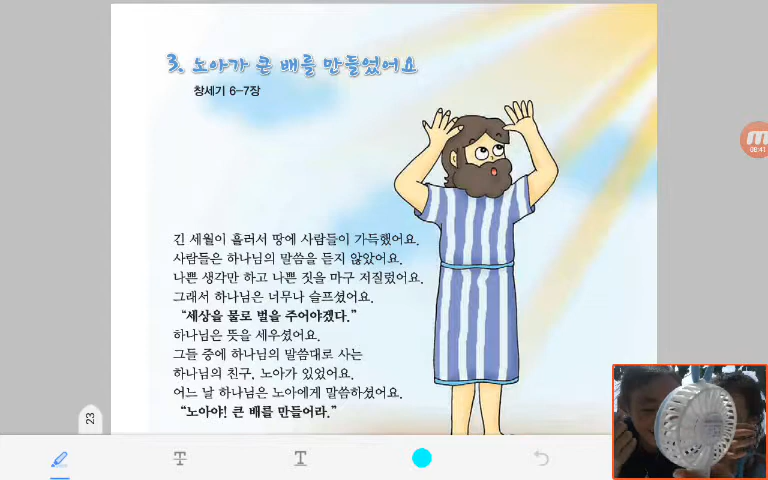 3. 노아가 큰 배를 만들었어요
창세기 6-7장
긴 세월이 흘러서 땅에 사람들이 가득했어요.
사람들은 하나님의 말씀을 듣지 않았어요.
나쁜 생각만 하고 나쁜 짓을 마구 저질렀어요.
그래서 하나님은 너무나 슬프셨어요.
“세상을 물로 벌을 주어야겠다.”
하나님은 뜻을 세우셨어요.
그들 중에 하나님의 말씀대로 사는
하나님의 친구, 노아가 있었어요.
어느 날 하나님은 노아에게 말씀하셨어요.
“노아야! 큰 배를 만들어라.”
23
T
T
m
08:41